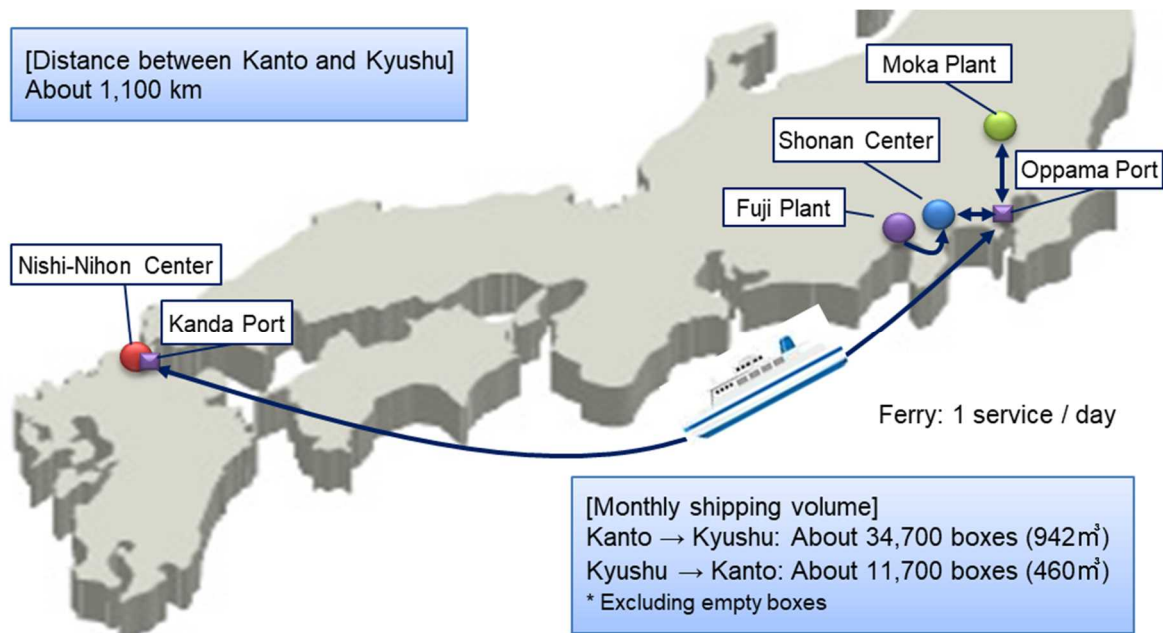 [Distance between Kanto and Kyushu]
About 1,100 km
Moka Plant
Shonan Center
Oppama Port
Fuji Plant
Nishi-Nihon Center
Kanda Port
Ferry: 1 service / day
[Monthly shipping volume]
Kanto → Kyushu: About 34,700 boxes (942㎥)
Kyushu → Kanto: About 11,700 boxes (460㎥)
* Excluding empty boxes